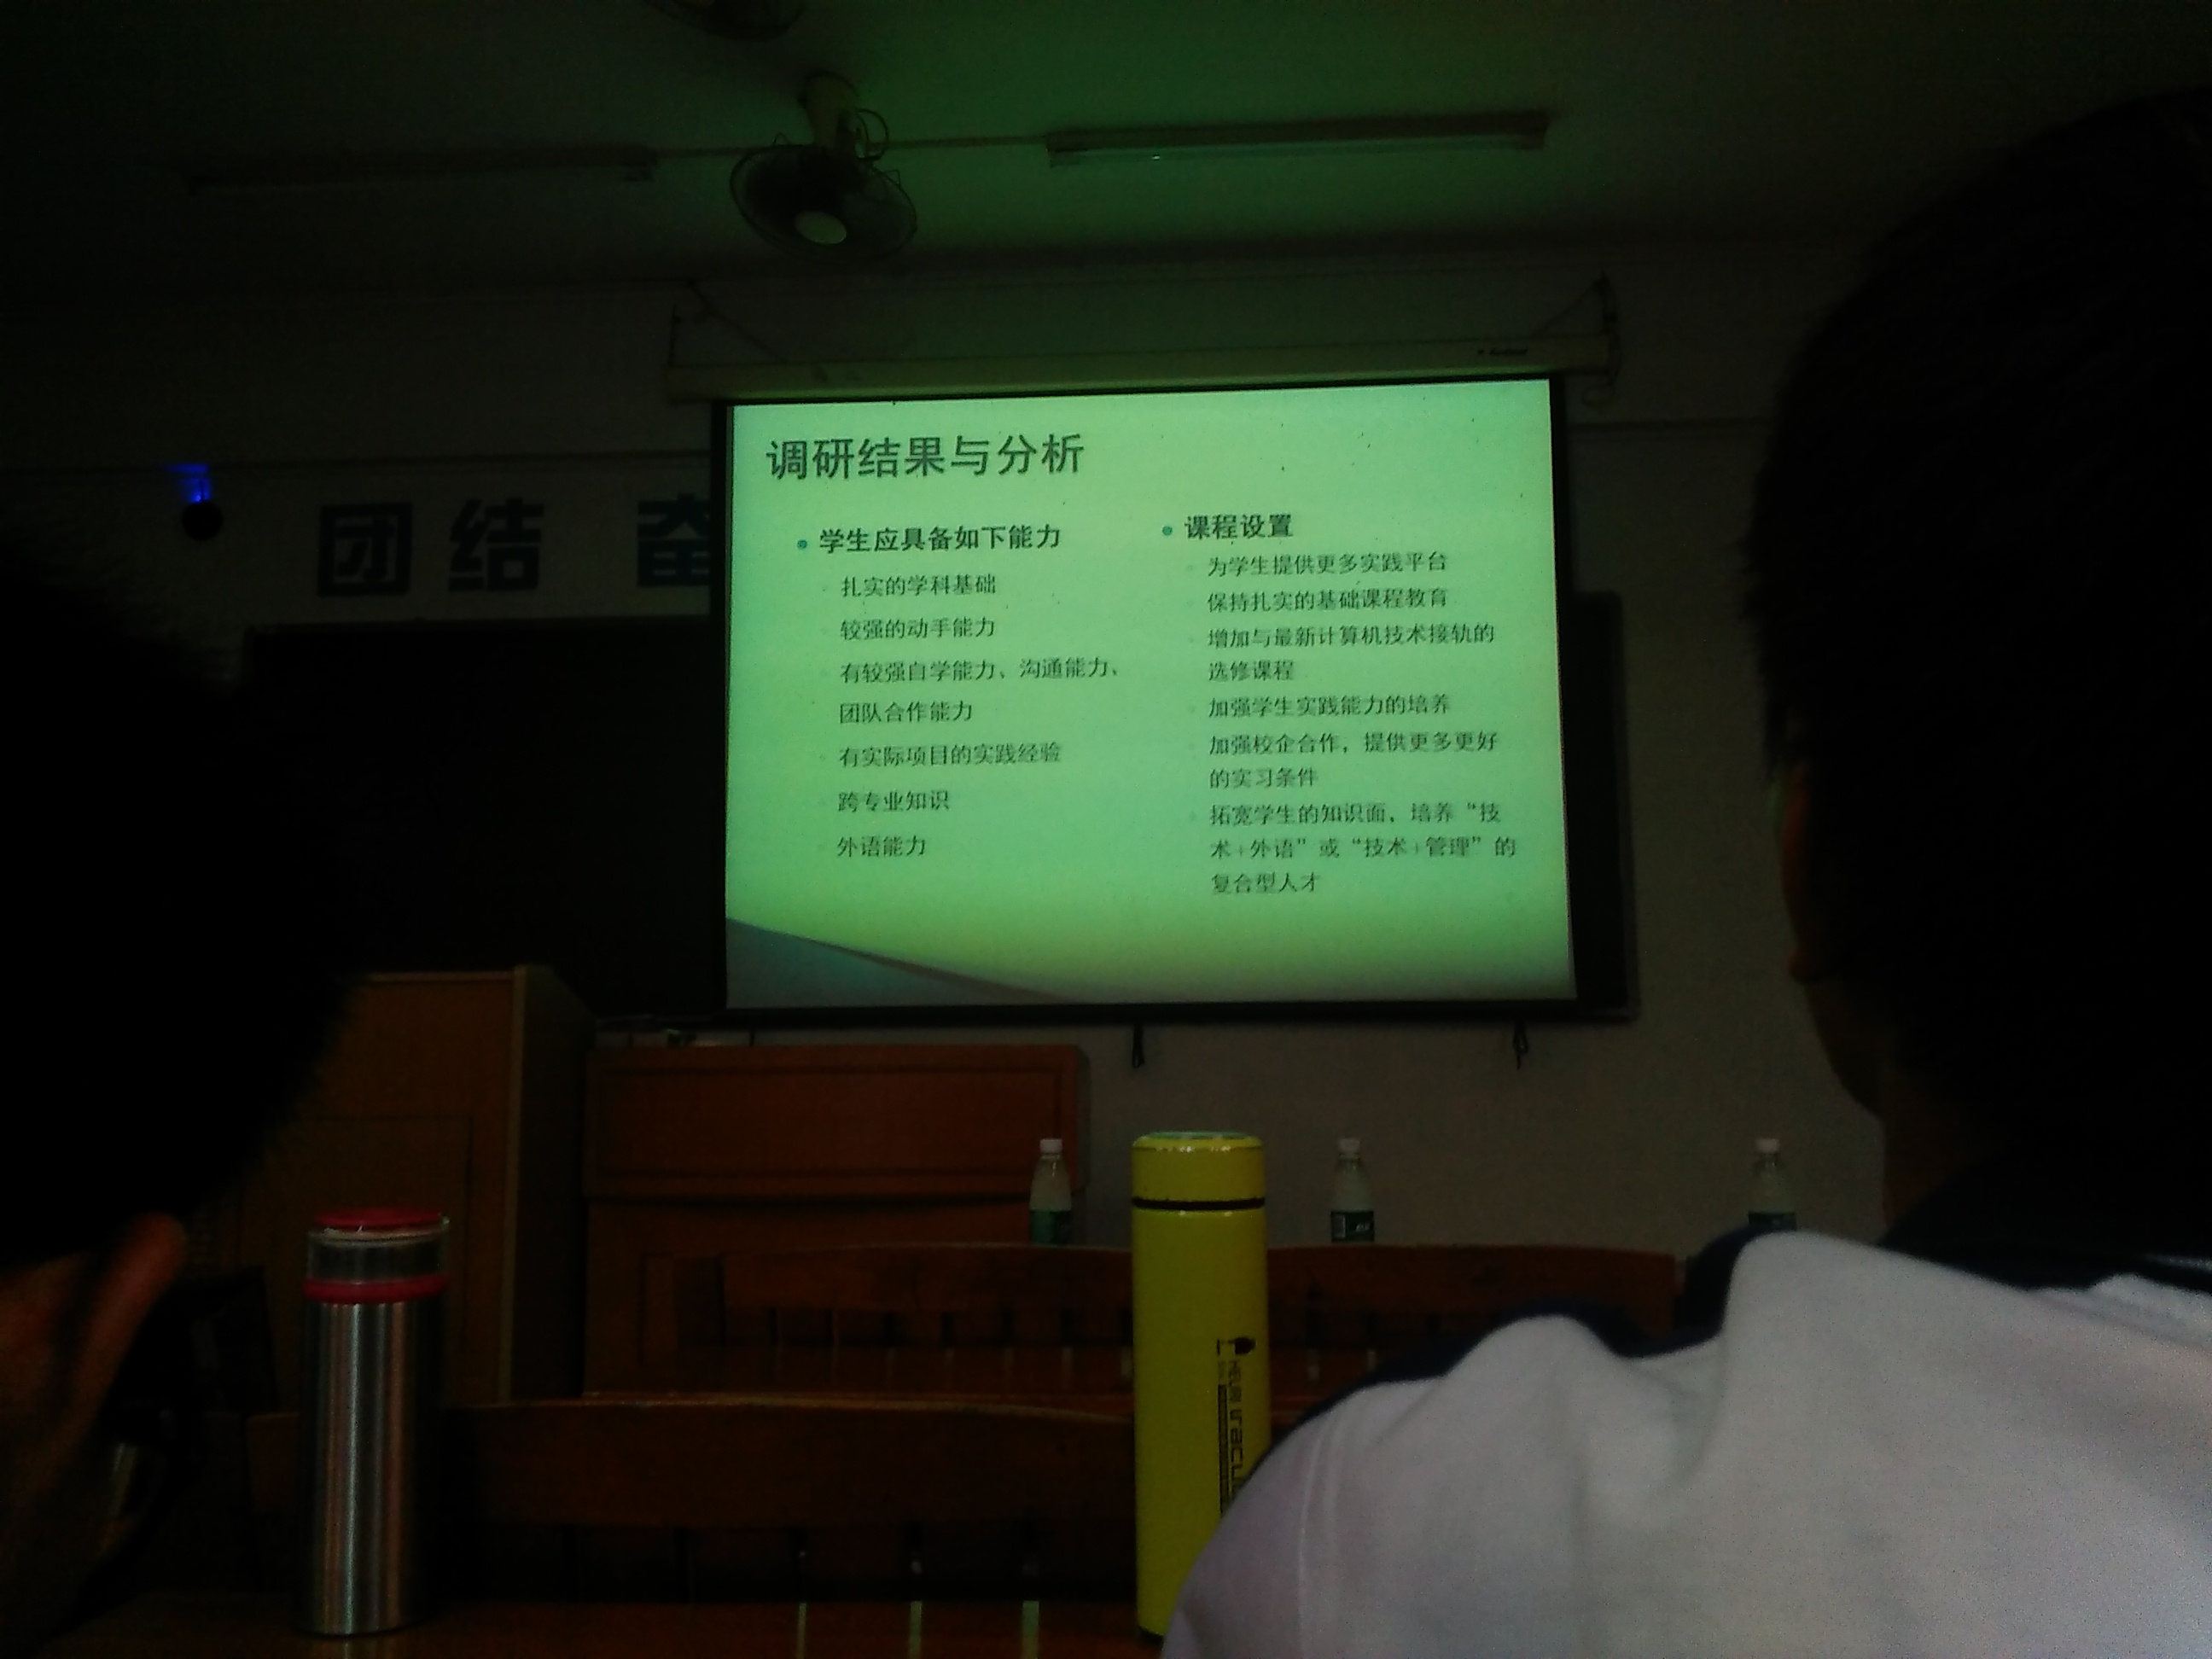 团结 奋
调研结果与分析
学生应具备如下能力
扎实的学科基础
较强的动手能力
有较强自学能力、沟通能力、
团队合作能力
有实际项目的实践经验
跨专业知识
外语能力
课程设置
为学生提供更多实践平台
保持扎实的基础课程教育
增加与最新计算机技术接轨的
选修课程
加强学生实践能力的培养
加强校企合作，提供更多更好
的实习条件
拓宽学生的知识面，培养“技
术+外语”或“技术+管理”的
复合型人才